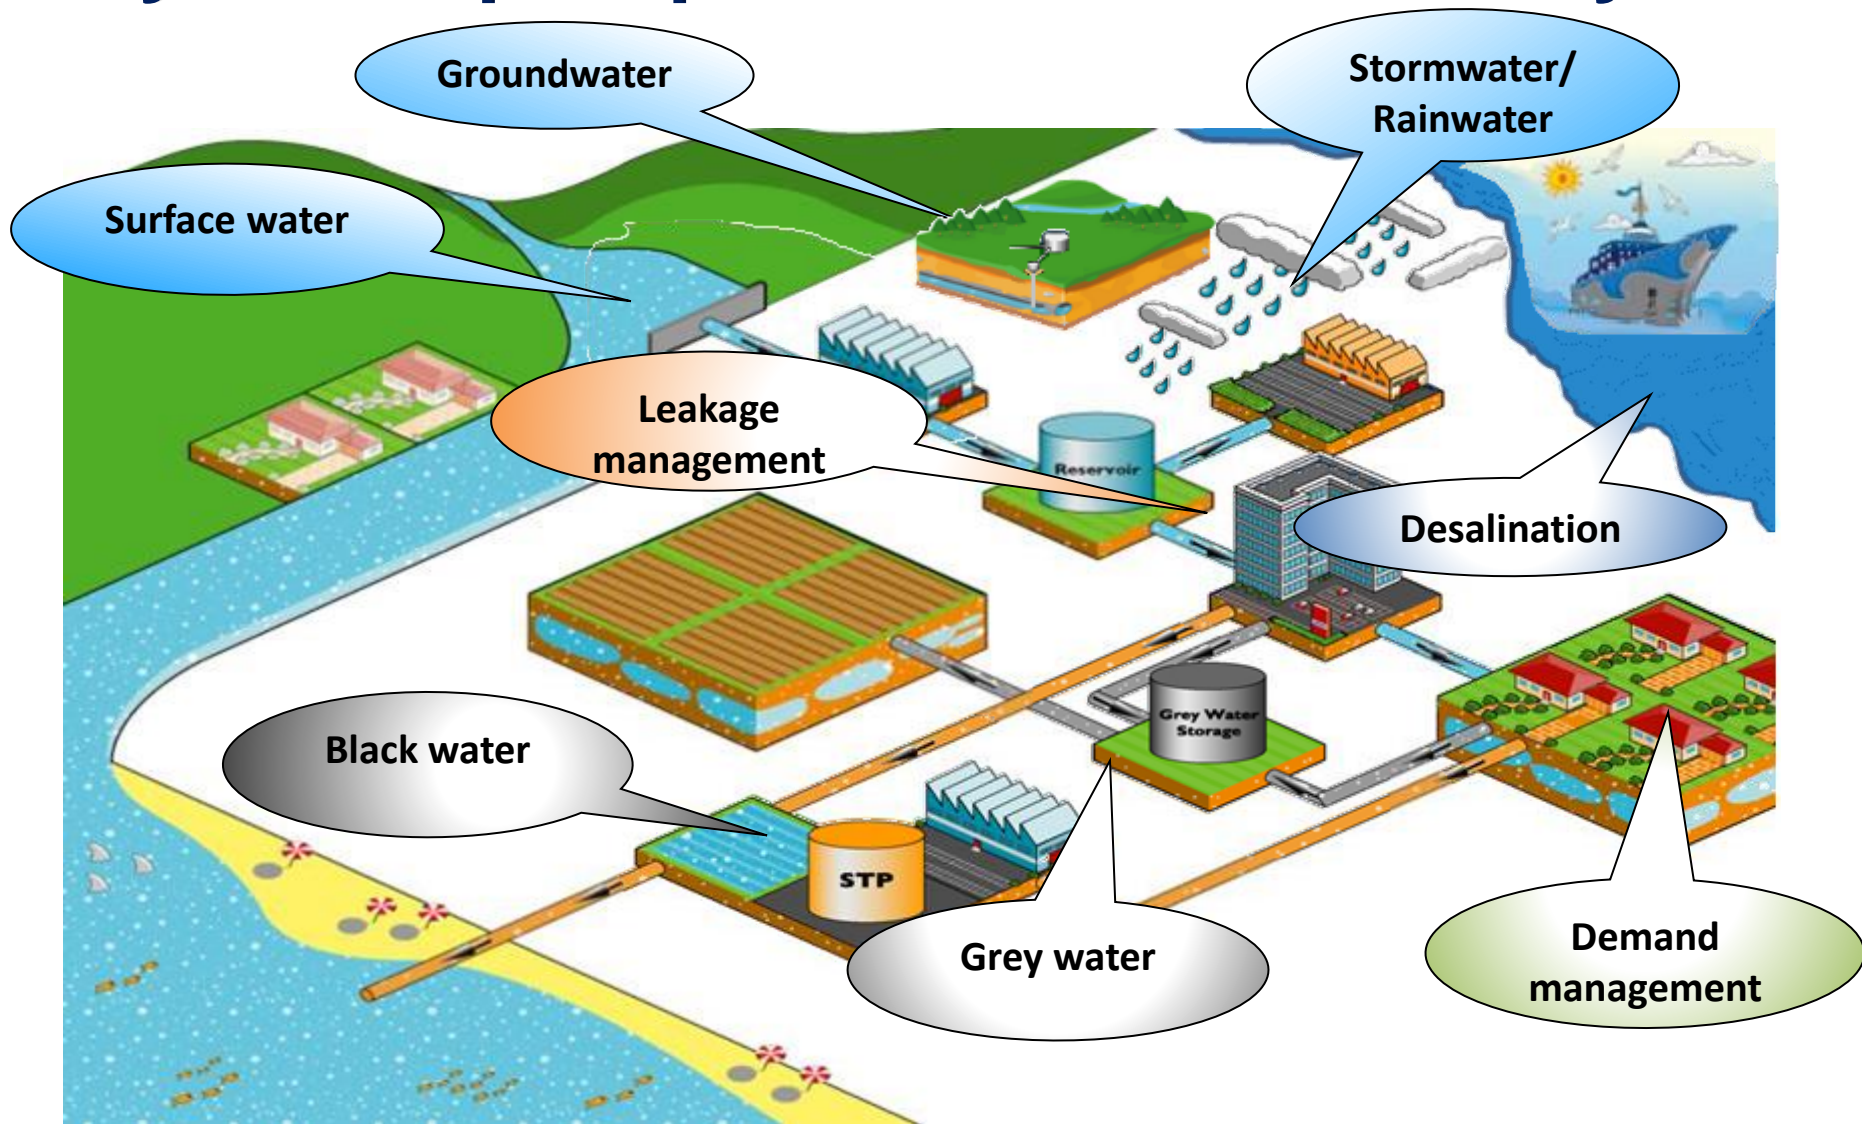 Groundwater
Stormwater/
Rainwater
Surface water
Leakage
management
Reservoir
Desalination
Grey Water
Storage
Black water
STP
Grey water
Demand
management